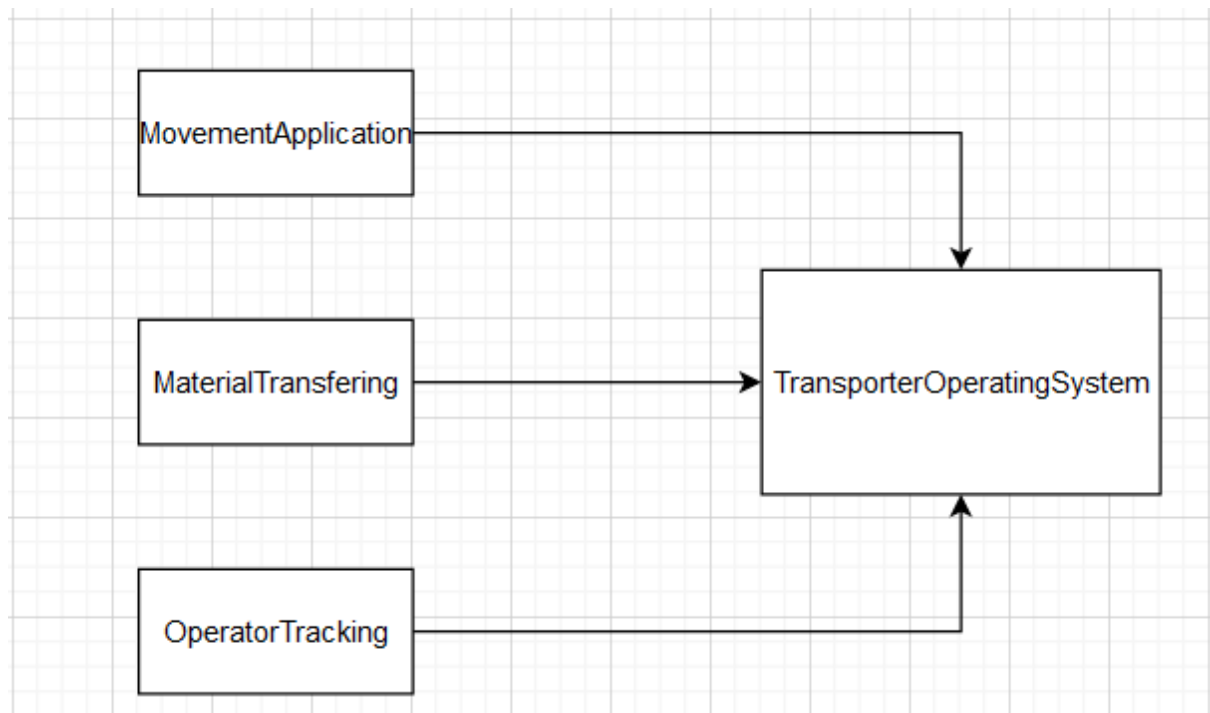 MovementApplication
MaterialTransfering
TransporterOperatingSystem
OperatorTracking